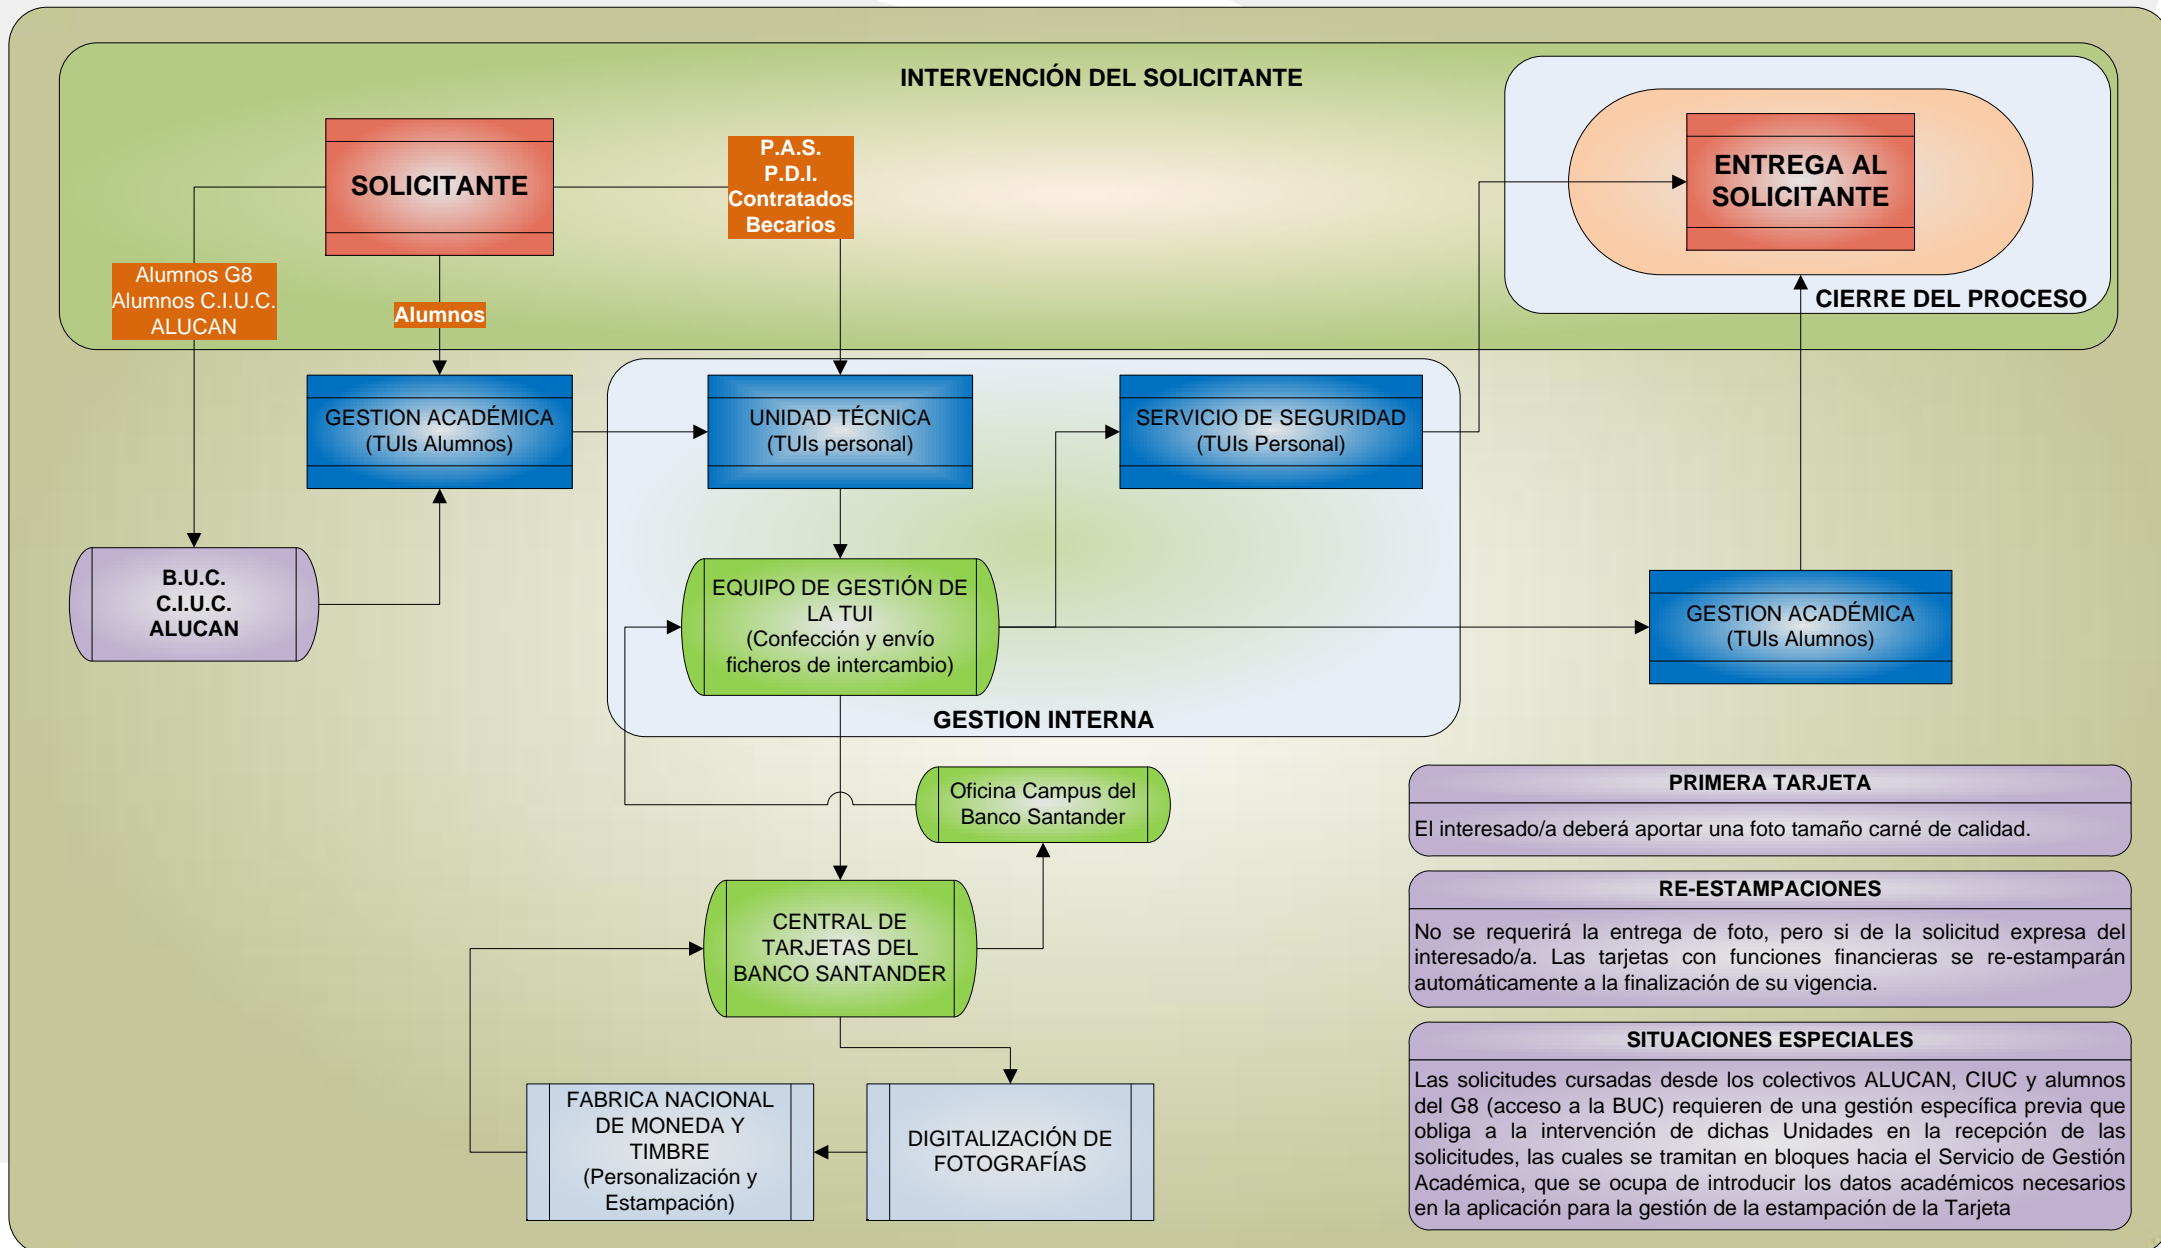 INTERVENCIÓN DEL SOLICITANTE
SOLICITANTE
P.A.S.
P.D.I.
Contratados
Becarios
ENTREGA AL
SOLICITANTE
CIERRE DEL PROCESO
Alumnos G8
Alumnos C.I.U.C.
ALUCAN
Alumnos
GESTION ACADÉMICA
(TUIs Alumnos)
UNIDAD TÉCNICA
(TUIs personal)
SERVICIO DE SEGURIDAD
(TUIs Personal)
B.U.C.
C.I.U.C.
ALUCAN
EQUIPO DE GESTIÓN DE
LA TUI
(Confección y envío
ficheros de intercambio)
GESTION ACADÉMICA
(TUIs Alumnos)
GESTION INTERNA
Oficina Campus del
Banco Santander
CENTRAL DE
TARJETAS DEL
BANCO SANTANDER
FABRICA NACIONAL
DE MONEDA Y
TIMBRE
(Personalización y
Estampación)
DIGITALIZACIÓN DE
FOTOGRAFÍAS
PRIMERA TARJETA
El interesado/a deberá aportar una foto tamaño carné de calidad.
RE-ESTAMPACIONES
No se requerirá la entrega de foto, pero si de la solicitud expresa del
interesado/a. Las tarjetas con funciones financieras se re-estamparán
automáticamente a la finalización de su vigencia.
SITUACIONES ESPECIALES
Las solicitudes cursadas desde los colectivos ALUCAN, CIUC y alumnos
del G8 (acceso a la BUC) requieren de una gestión específica previa que
obliga a la intervención de dichas Unidades en la recepción de las
solicitudes, las cuales se tramitan en bloques hacia el Servicio de Gestión
Académica, que se ocupa de introducir los datos académicos necesarios
en la aplicación para la gestión de la estampación de la Tarjeta